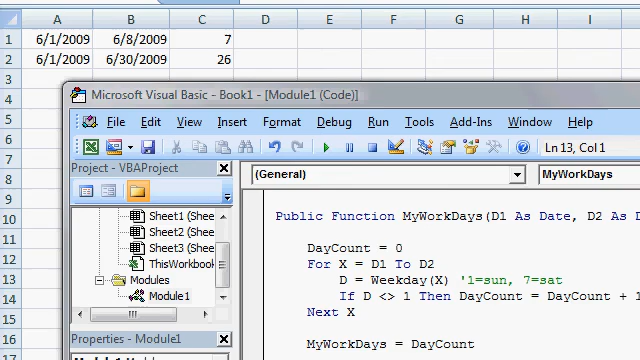 A B C D E F G H I
1 6/1/2009 6/8/2009 7
2 6/1/2009 6/30/2009 26
3
4
5
6
7
8
9
10
11
12
13
14
15
16
17
Microsoft Visual Basic - Book1 - [Module1 (Code)]
File Edit View Insert Format Debug Run Tools Add-Ins Window Help
Ln 13, Col 1
Project - VBAProject
Sheet1 (Shee
Sheet2 (Shee
Sheet3 (Shee
ThisWorkbook
Modules
Module1
Properties - Module1
(General) MyWorkDays
Public Function MyWorkDays(D1 As Date, D2 As D
DayCount = 0
For X = D1 To D2
D = Weekday(X) '1=sun, 7=sat
If D <> 1 Then DayCount = DayCount + 1
Next X
MyWorkDays = DayCount